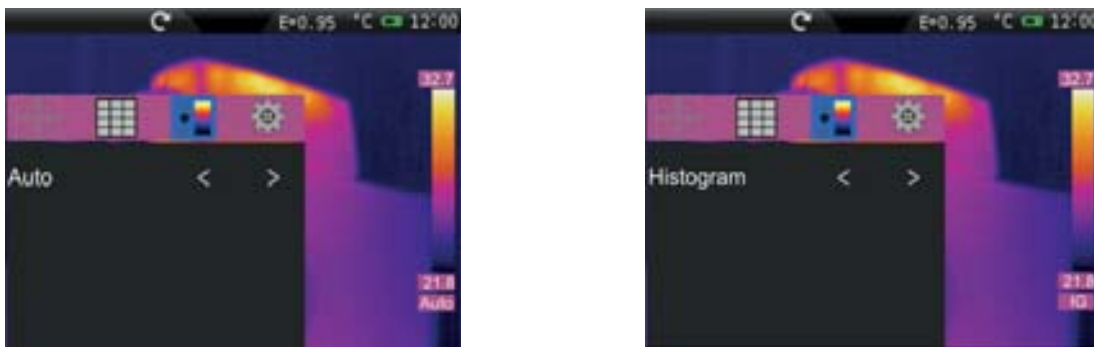 E=0.95 °C 12:00
32.7
Auto < >
21.8
Auto
E=0.95 °C 12:00
32.7
Histogram < >
21.8
IG